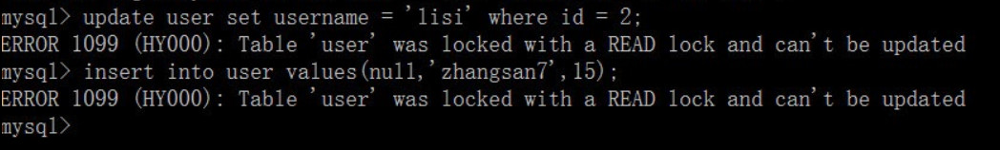 mysql> update user set username = 'lisi' where id = 2;
ERROR 1099 (HY000): Table 'user' was locked with a READ lock and can't be updated
mysql> insert into user values(null,'zhangsan7',15);
ERROR 1099 (HY000): Table 'user' was locked with a READ lock and can't be updated
mysql>